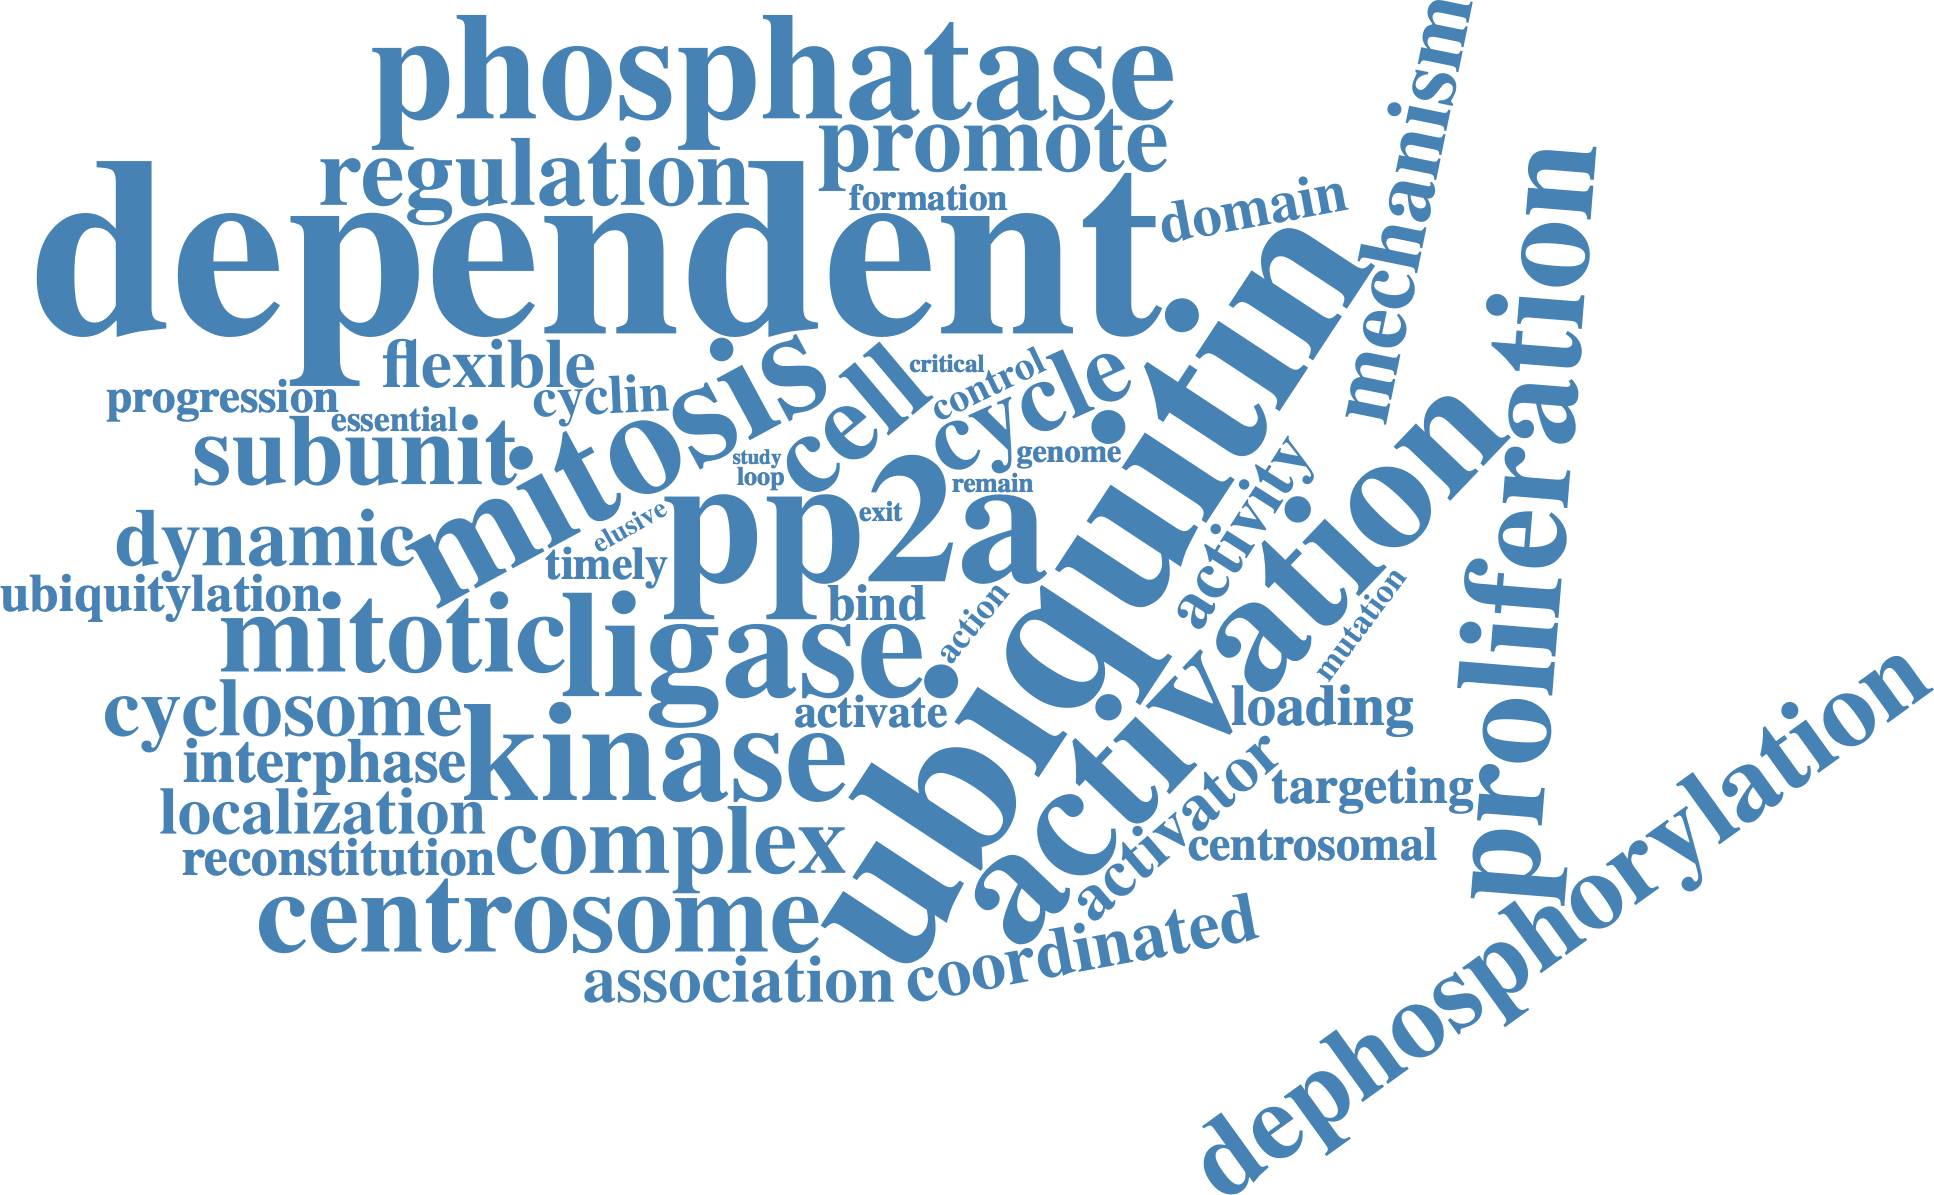 phosphatase
promote
regulation
formation
dependent
domain
mechanism
flexible
critical
control
progression
cyclin
essential
mitosis
cell
cycle
subunit
study
genome
loop
remain
pp2a
exit
elusive
dynamic
timely
ubiquitin
activity
activation
proliferation
ubiquitylation
bind
action
mutation
mitotic
ligase
cyclosome
activate
loading
interphase
kinase
activator
targeting
localization
complex
centrosomal
reconstitution
centrosome
association
coordinated
dephosphorylation